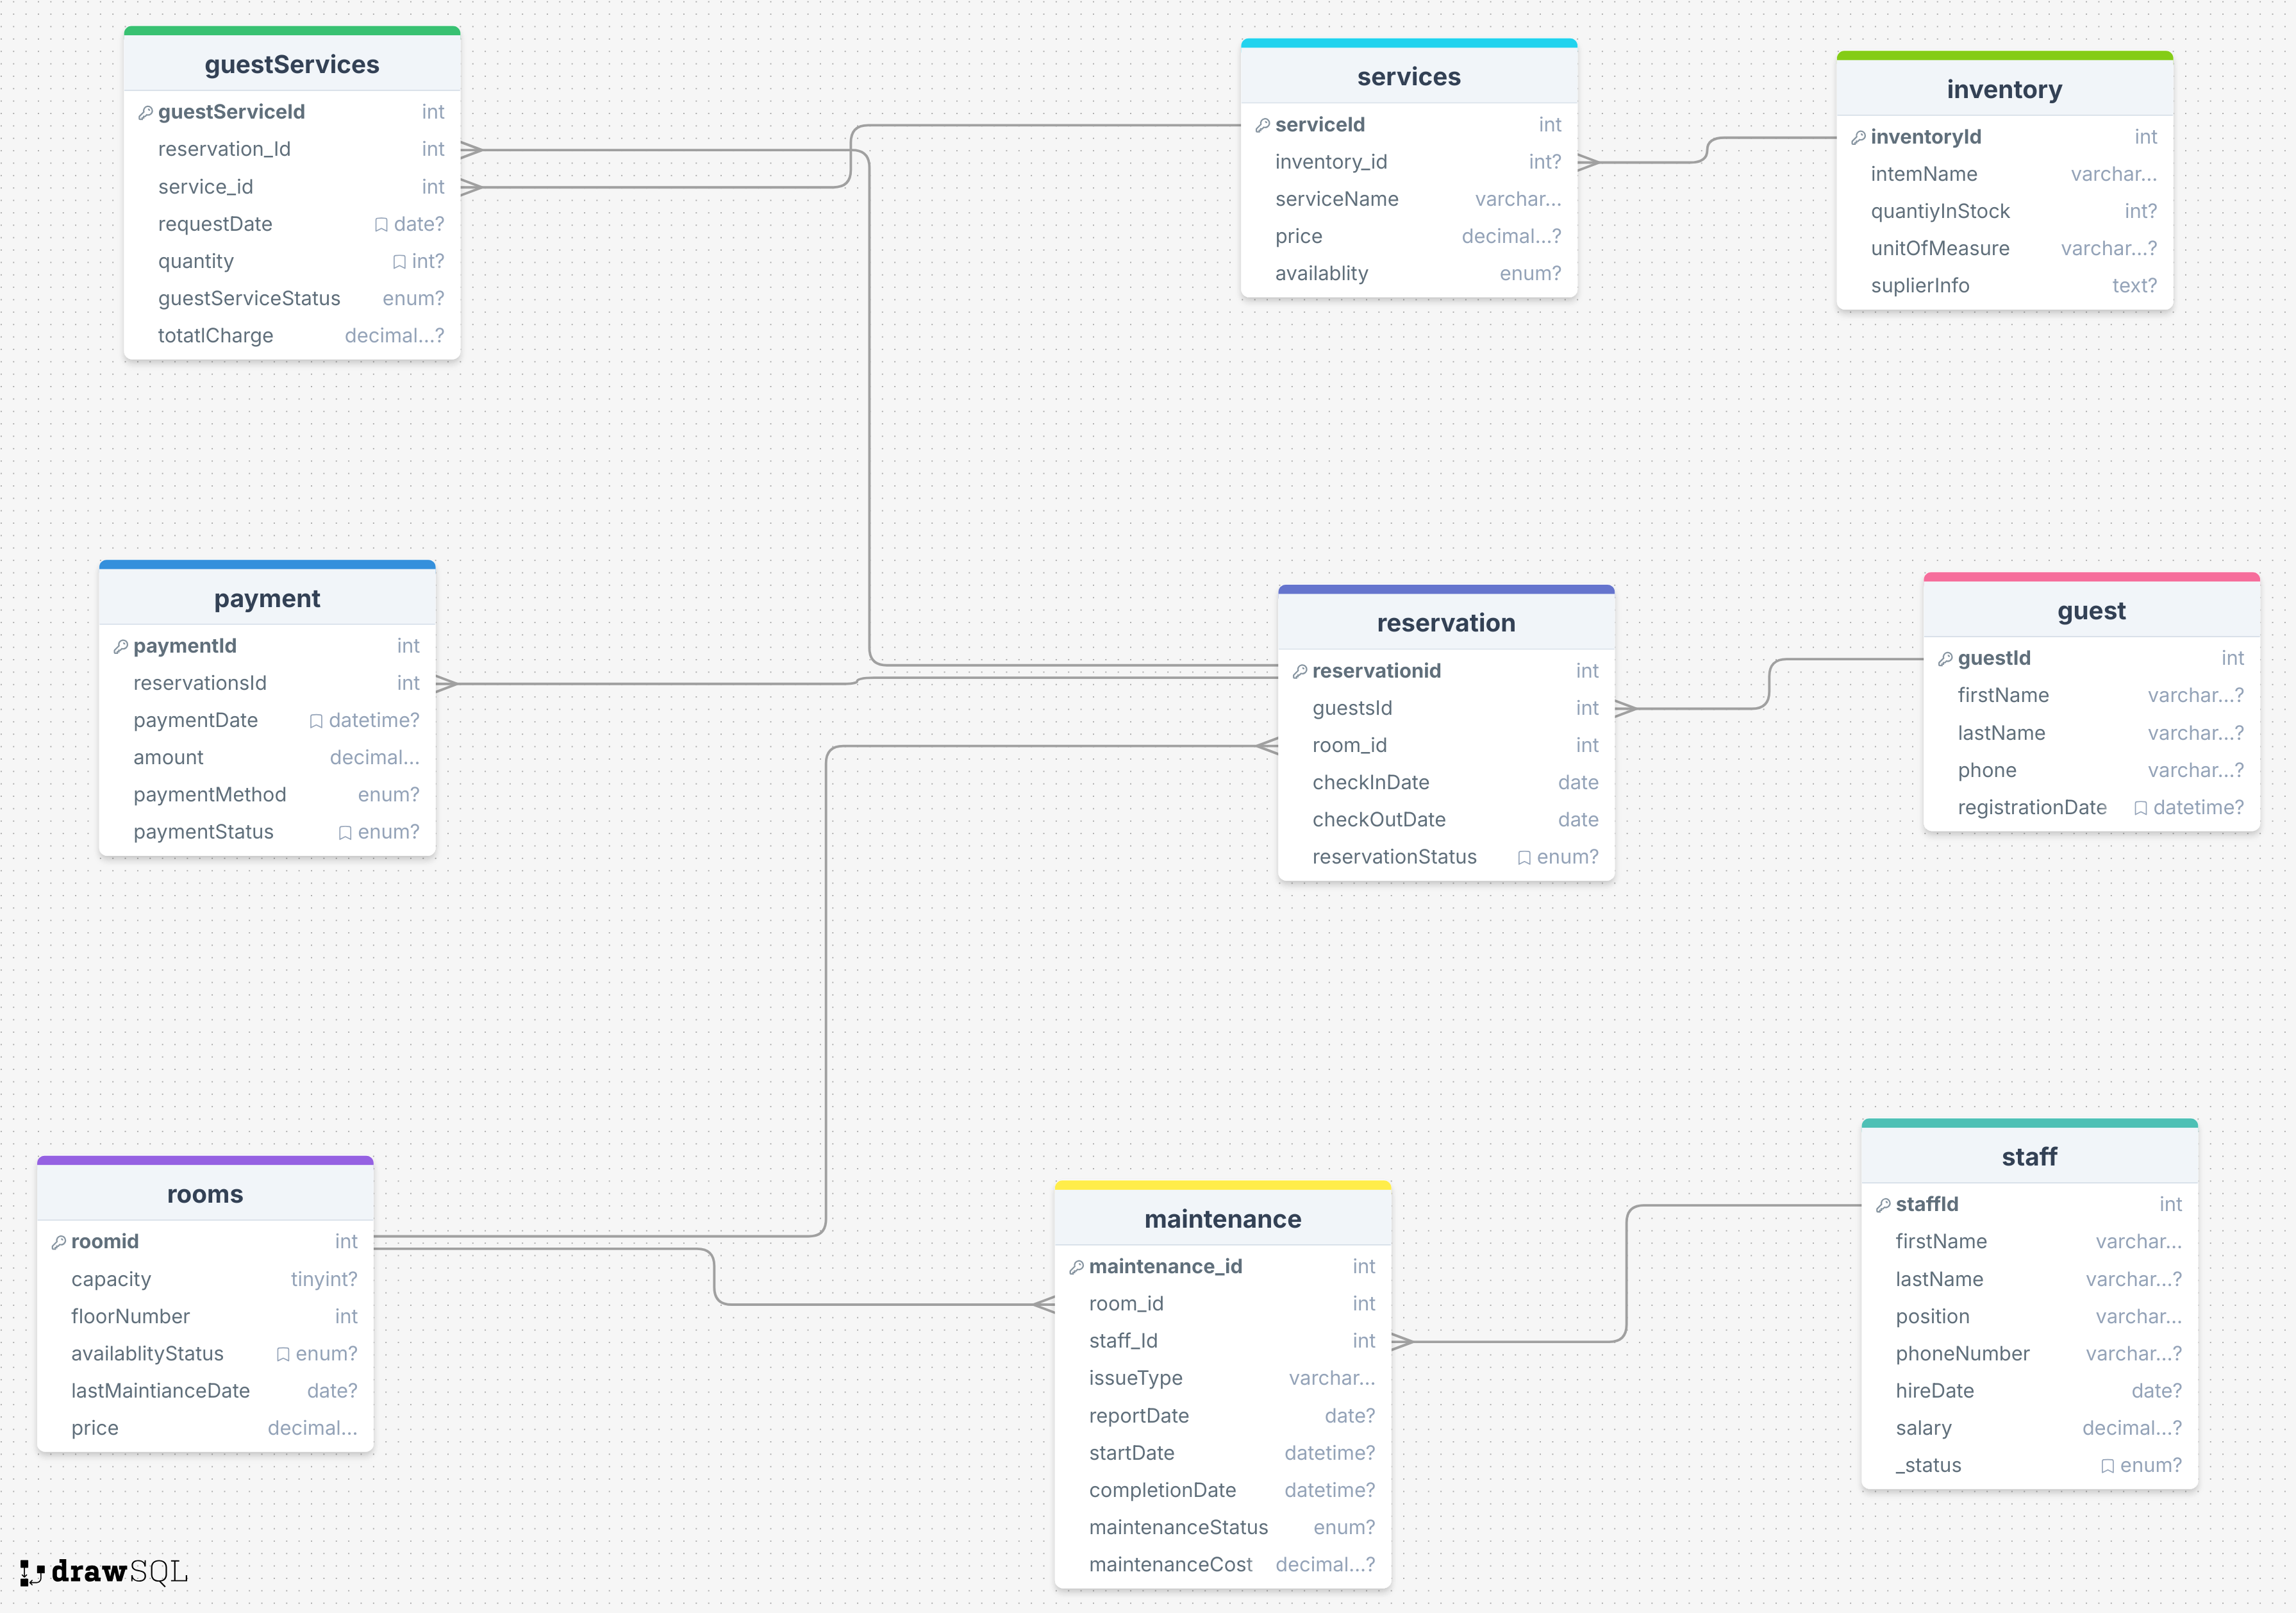 guestServices
guestServiceId int
reservation_Id int
service_id int
requestDate date?
quantity int?
guestServiceStatus enum?
totatlCharge decimal...?
services
serviceId int
inventory_id int?
serviceName varchar...
price decimal...?
availablity enum?
inventory
inventoryId int
intemName varchar...
quantiyInStock int?
unitOfMeasure varchar...?
suplierInfo text?
payment
paymentId int
reservationsId int
paymentDate datetime?
amount decimal...
paymentMethod enum?
paymentStatus enum?
reservation
reservationid int
guestsId int
room_id int
checkInDate date
checkOutDate date
reservationStatus enum?
guest
guestId int
firstName varchar...?
lastName varchar...?
phone varchar...?
registrationDate datetime?
rooms
roomid int
capacity tinyint?
floorNumber int
availablityStatus enum?
lastMaintianceDate date?
price decimal...
maintenance
maintenance_id int
room_id int
staff_Id int
issueType varchar...
reportDate date?
startDate datetime?
completionDate datetime?
maintenanceStatus enum?
maintenanceCost decimal...?
staff
staffId int
firstName varchar...
lastName varchar...?
position varchar...
phoneNumber varchar...?
hireDate date?
salary decimal...?
_status enum?
drawSQL